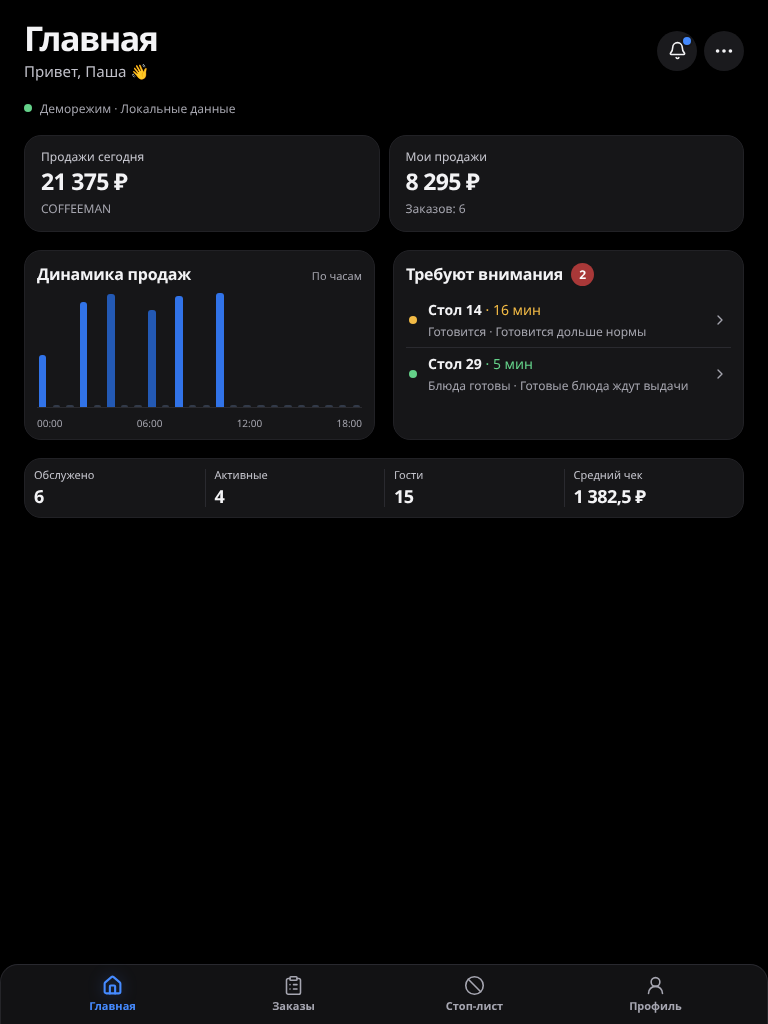 Главная
Привет, Паша 👋
Деморежим · Локальные данные
Продажи сегодня
21 375 ₽
COFFEEMAN
Мои продажи
8 295 ₽
Заказов: 6
Динамика продаж
По часам
00:00 06:00 12:00 18:00
Требуют внимания 2
Стол 14 · 16 мин
Готовится · Готовится дольше нормы
Стол 29 · 5 мин
Блюда готовы · Готовые блюда ждут выдачи
Обслужено
6
Активные
4
Гости
15
Средний чек
1 382,5 ₽
Главная
Заказы
Стоп-лист
Профиль